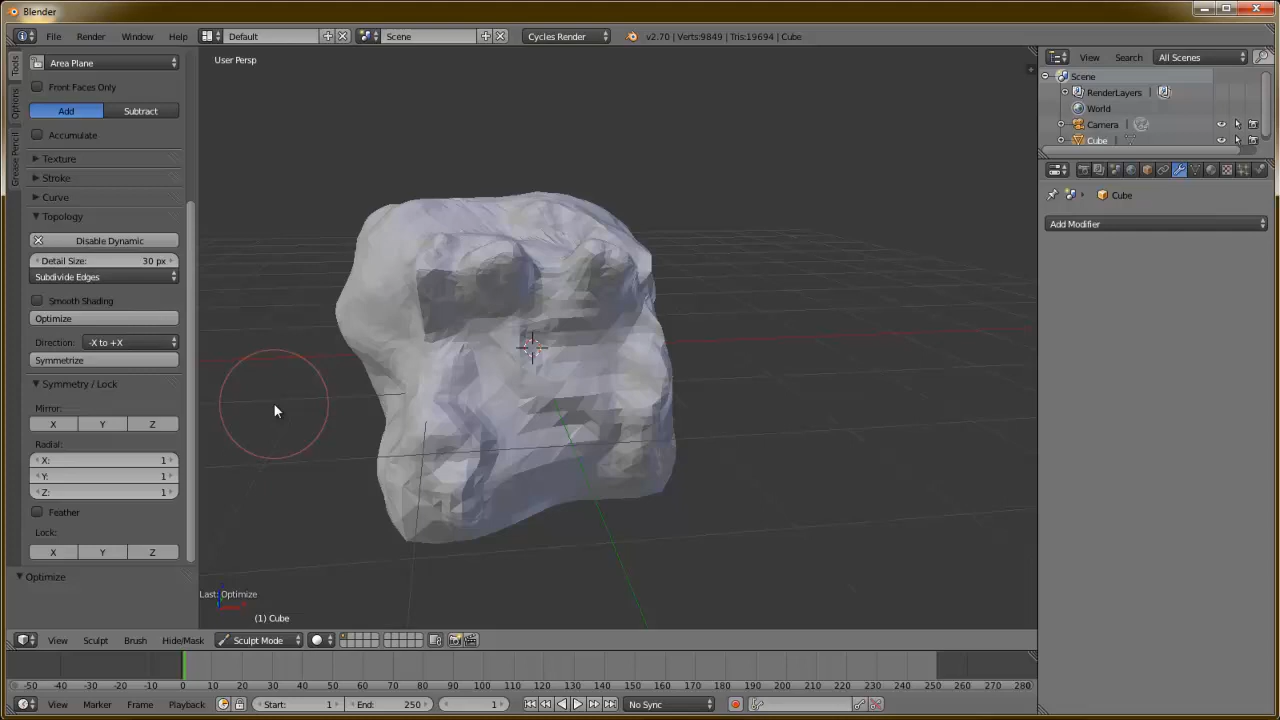 Blender
File Render Window Help Default Scene Cycles Render v2.70 | Verts:9849 | Tris:19694 | Cube
Tools
Options
Grease Pencil
Area Plane
Front Faces Only
Add Subtract
Accumulate
Texture
Stroke
Curve
Topology
Disable Dynamic
Detail Size: 30 px
Subdivide Edges
Smooth Shading
Optimize
Direction: -X to +X
Symmetrize
Symmetry / Lock
Mirror:
X Y Z
Radial:
X: 1
Y: 1
Z: 1
Feather
Lock:
X Y Z
Optimize
User Persp
Last: Optimize
(1) Cube
View Search All Scenes
Scene
RenderLayers
World
Camera
Cube
Cube
Add Modifier
View Sculpt Brush Hide/Mask Sculpt Mode
-50 -40 -30 -20 -10 0 10 20 30 40 50 60 70 80 90 100 110 120 130 140 150 160 170 180 190 200 210 220 230 240 250 260 270 280
View Marker Frame Playback Start: 1 End: 250 1 No Sync